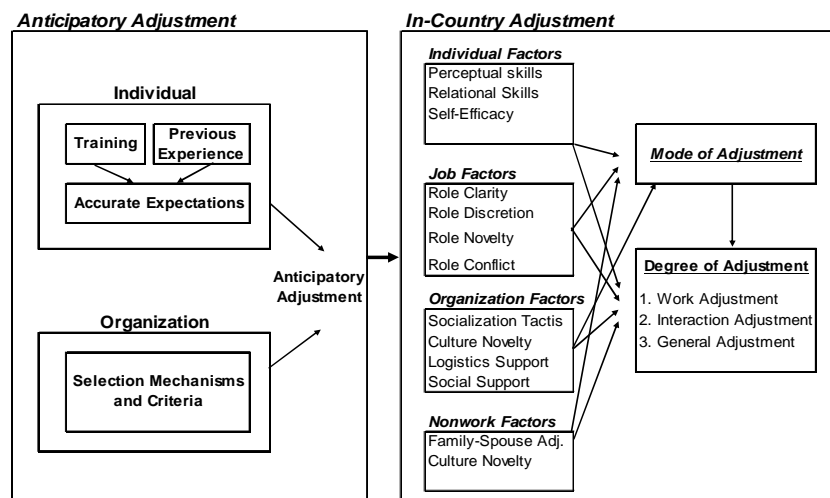 Anticipatory Adjustment
Individual
Training
Previous
Experience
Accurate Expectations
Anticipatory
Adjustment
Organization
Selection Mechanisms
and Criteria
In-Country Adjustment
Individual Factors
Perceptual skills
Relational Skills
Self-Efficacy
Job Factors
Role Clarity
Role Discretion
Role Novelty
Role Conflict
Organization Factors
Socialization Tactis
Culture Novelty
Logistics Support
Social Support
Nonwork Factors
Family-Spouse Adj.
Culture Novelty
Mode of Adjustment
Degree of Adjustment
1. Work Adjustment
2. Interaction Adjustment
3. General Adjustment